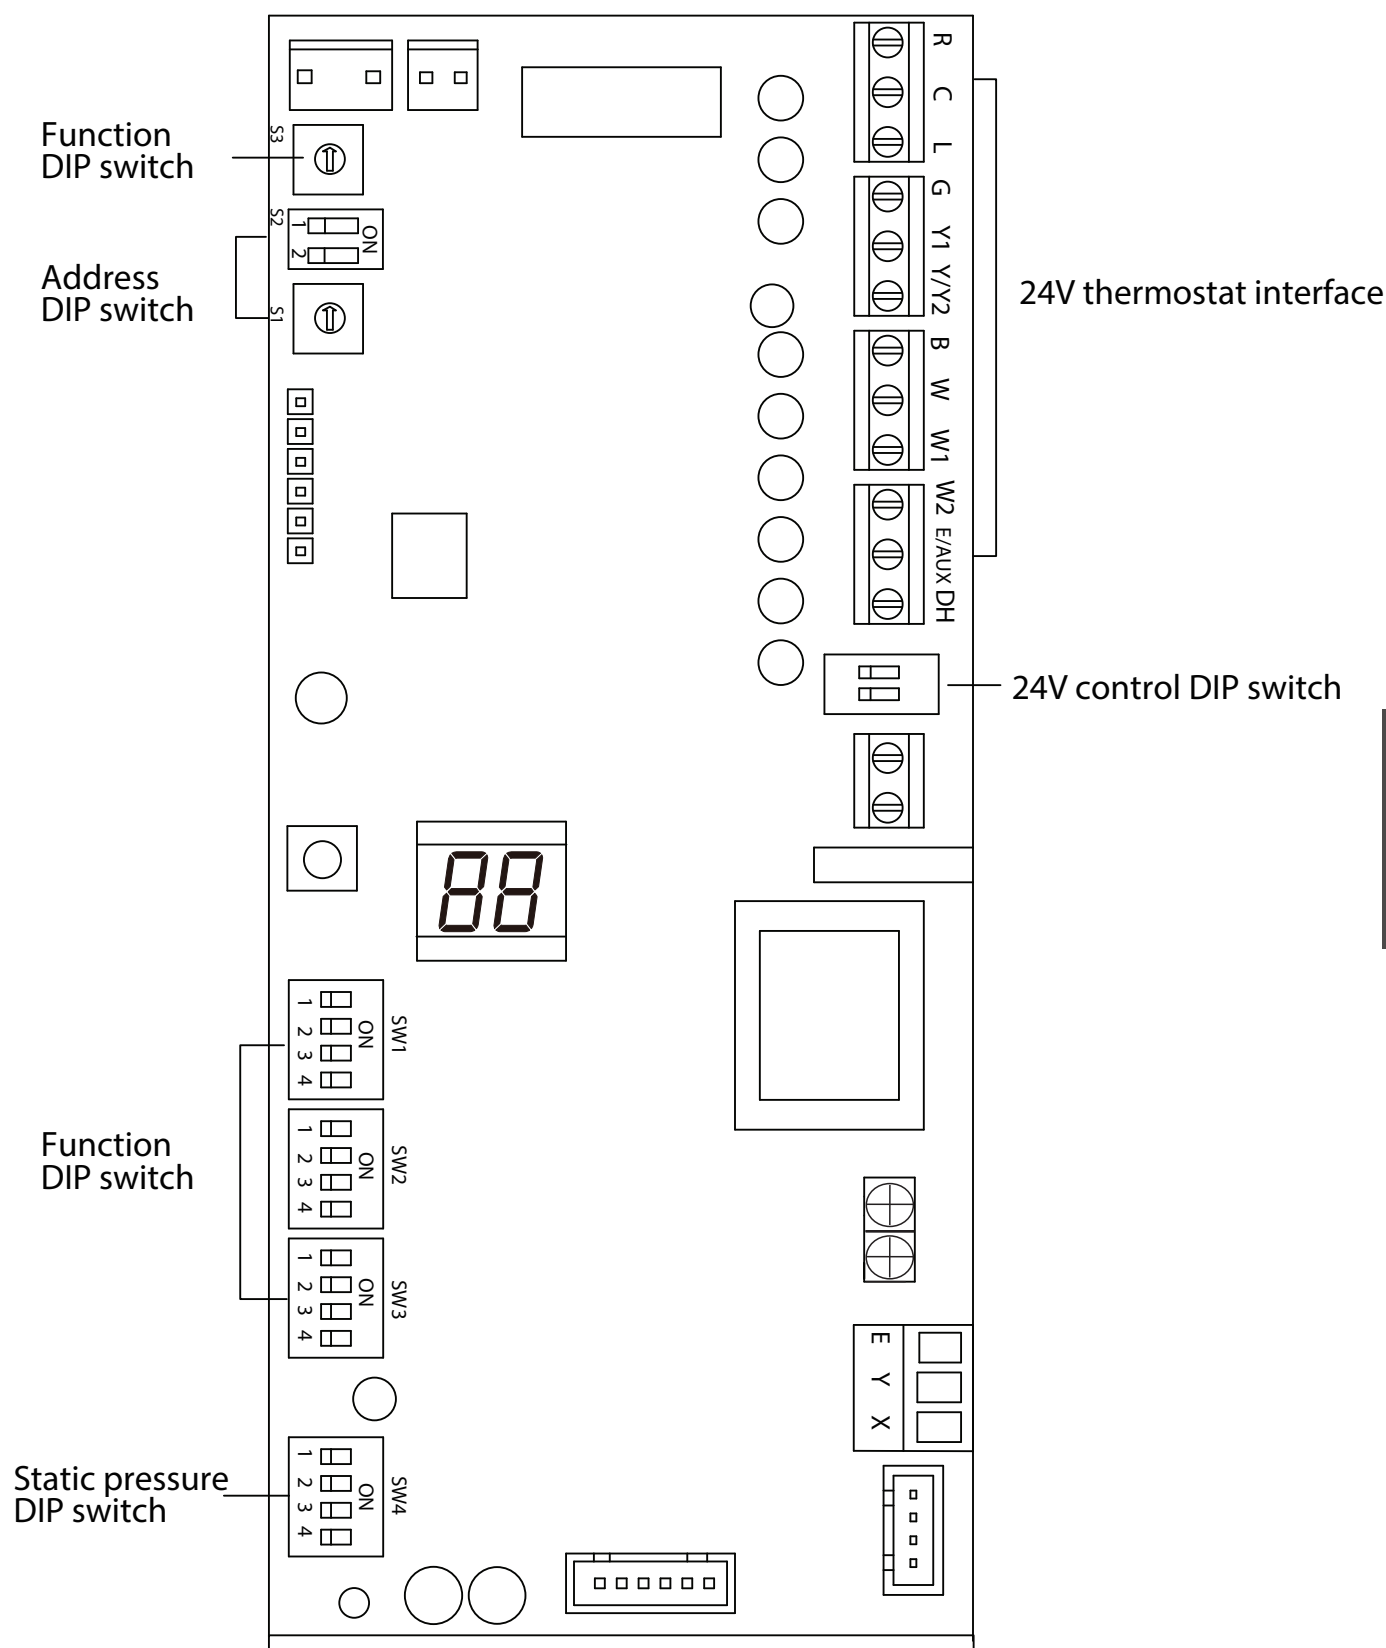 Function
DIP switch
S3
S2
1
2
ON
Address
DIP switch
S1
R
C
L
G
Y1
Y/Y2
B
W
W1
W2
E/AUX
DH
24V thermostat interface
24V control DIP switch
88
1
2
3
4
ON
SW1
Function
DIP switch
1
2
3
4
ON
SW2
1
2
3
4
ON
SW3
E
Y
X
Static pressure
DIP switch
1
2
3
4
ON
SW4